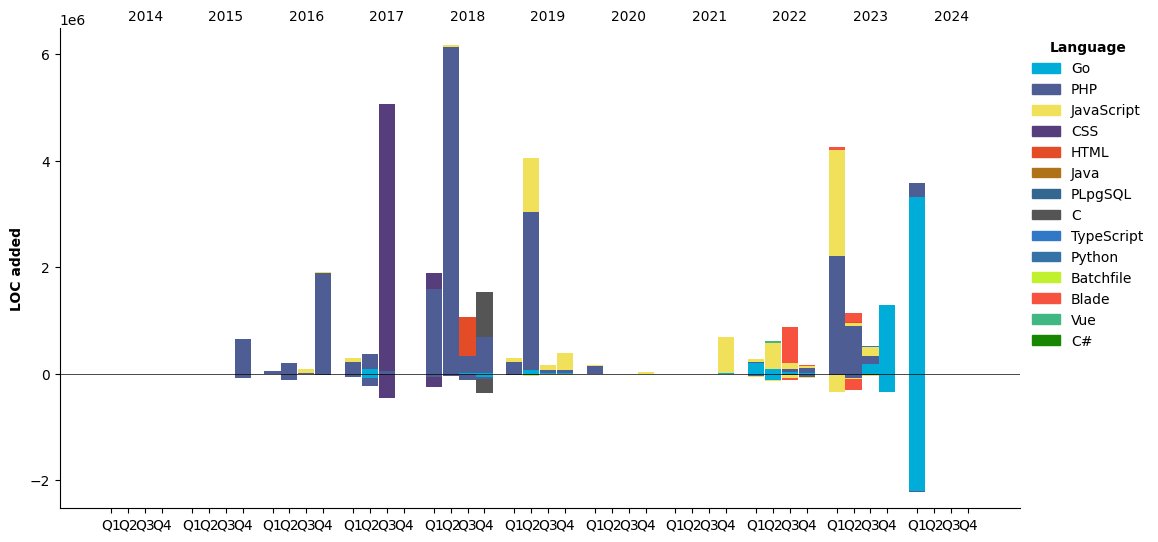 1e6
2014 2015 2016 2017 2018 2019 2020 2021 2022 2023 2024
Language
Go
PHP
JavaScript
CSS
HTML
Java
PLpgSQL
C
TypeScript
Python
Batchfile
Blade
Vue
C#
LOC added
6
4
2
0
−2
Q1Q2Q3Q4 Q1Q2Q3Q4 Q1Q2Q3Q4 Q1Q2Q3Q4 Q1Q2Q3Q4 Q1Q2Q3Q4 Q1Q2Q3Q4 Q1Q2Q3Q4 Q1Q2Q3Q4 Q1Q2Q3Q4 Q1Q2Q3Q4